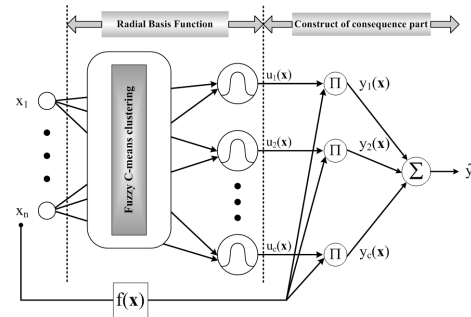 Radial Basis Function
Construct of consequence part
x1
xn
Fuzzy C-means clustering
u1(x)
u2(x)
uc(x)
Π
Π
Π
y1(x)
y2(x)
yc(x)
Σ
ŷ
f(x)